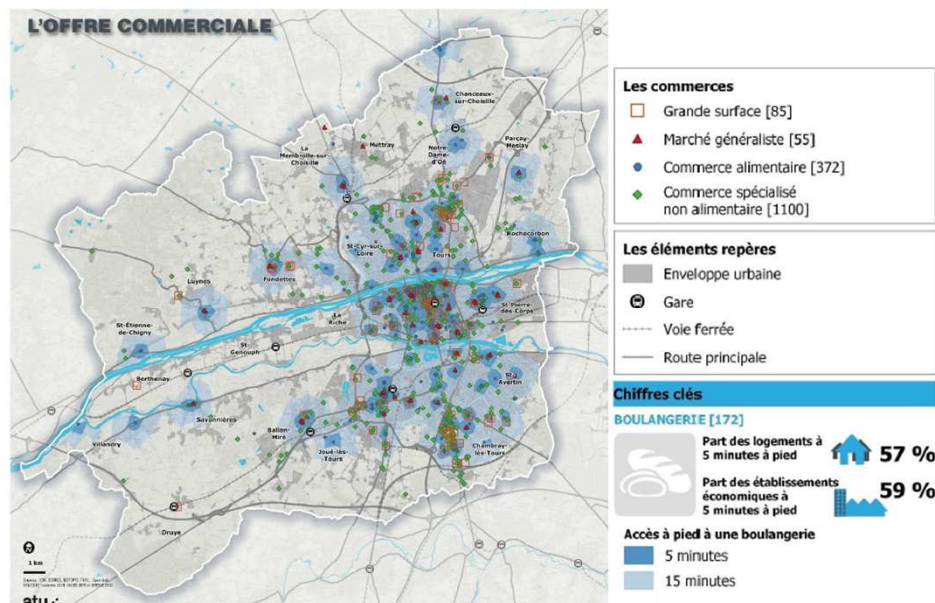 L'OFFRE COMMERCIALE
Chanceaux-
sur-Choisille
Mettray
La
Membrolle-sur-
Choisille
Notre-
Dame-
d'Oé
Parçay-
Meslay
Rochecorbon
St-Cyr-sur-
Loire
Tours
Fondettes
Luynes
St-Étienne-
de-Chigny
La
Riche
St-Pierre-
des-Corps
St-
Genouph
Berthenay
St-
Avertin
Savonnières
Villandry
Ballan-
Miré
Joué-lès-
Tours
Chambray-
lès-Tours
Druye
1 km
atu
Les commerces
Grande surface [85]
Marché généraliste [55]
Commerce alimentaire [372]
Commerce spécialisé
non alimentaire [1100]
Les éléments repères
Enveloppe urbaine
Gare
Voie ferrée
Route principale
Chiffres clés
BOULANGERIE [172]
Part des logements à
5 minutes à pied
57 %
Part des établissements
économiques à
5 minutes à pied
59 %
Accès à pied à une boulangerie
5 minutes
15 minutes